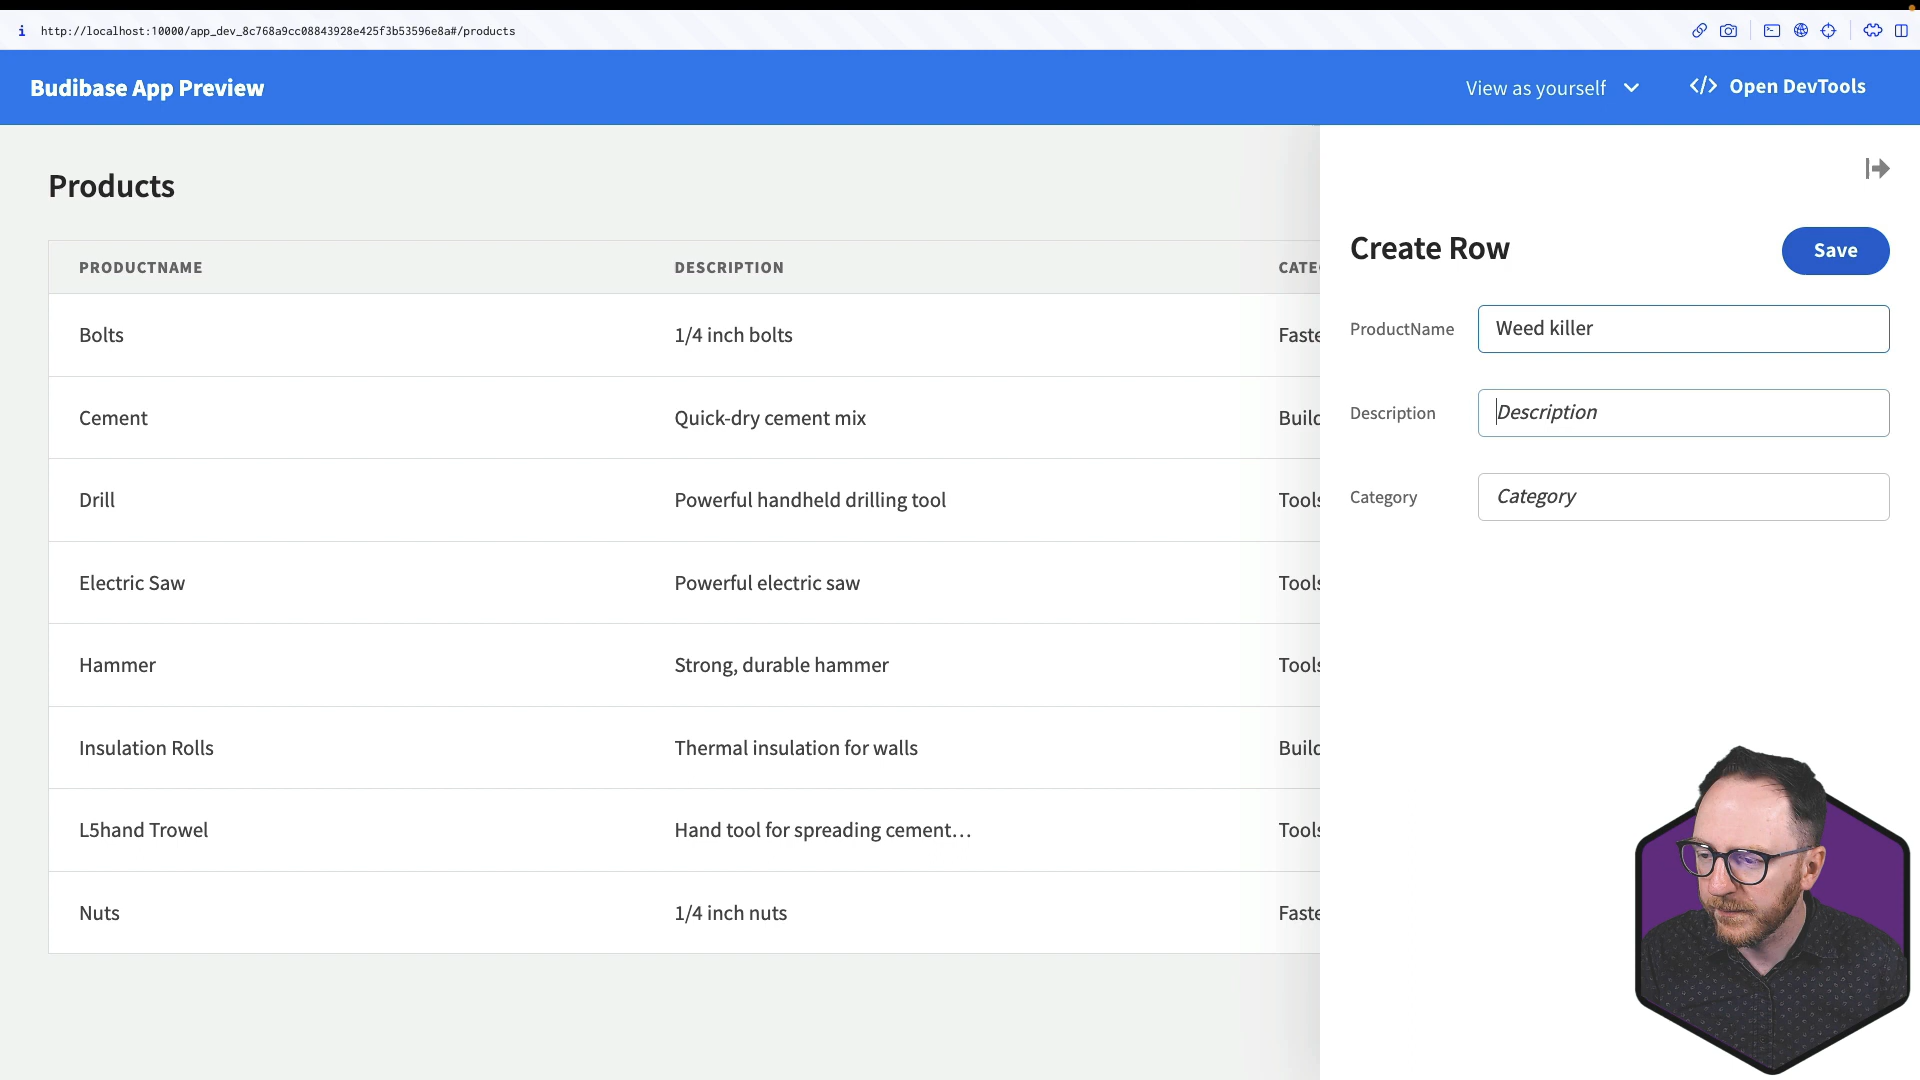 http://localhost:10000/app_dev_8c768a9cc08843928e425f3b53596e8a#/products
Budibase App Preview
View as yourself
</> Open DevTools
Products
PRODUCTNAME DESCRIPTION CATE
Bolts 1/4 inch bolts Faste
Cement Quick-dry cement mix Build
Drill Powerful handheld drilling tool Tools
Electric Saw Powerful electric saw Tools
Hammer Strong, durable hammer Tools
Insulation Rolls Thermal insulation for walls Build
L5hand Trowel Hand tool for spreading cement… Tools
Nuts 1/4 inch nuts Faste
Create Row
Save
ProductName Weed killer
Description Description
Category Category